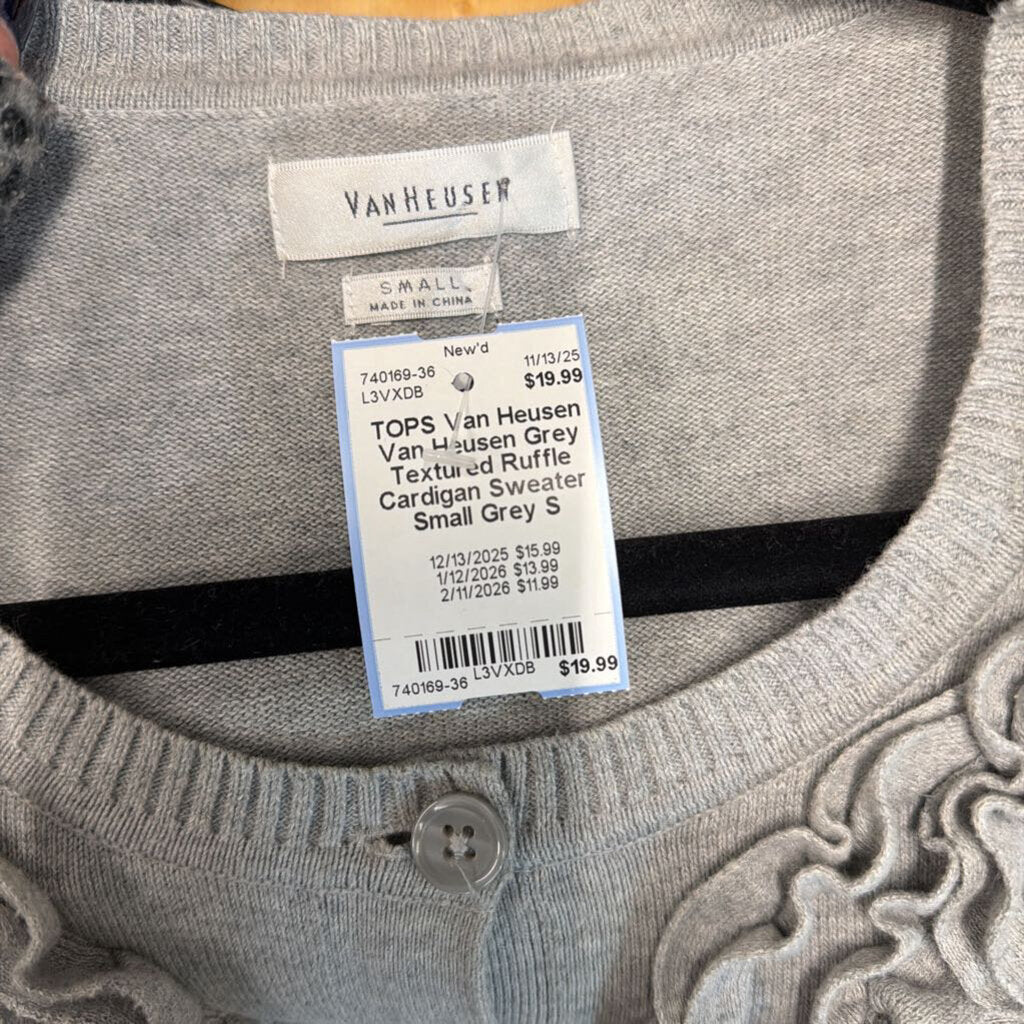 VANHEUSEN
SMALL
MADE IN CHINA
New'd
740169-36 11/13/25
L3VXDB $19.99
TOPS Van Heusen
Van Heusen Grey
Textured Ruffle
Cardigan Sweater
Small Grey S
12/13/2025 $15.99
1/12/2026 $13.99
2/11/2026 $11.99
740169-36 L3VXDB $19.99